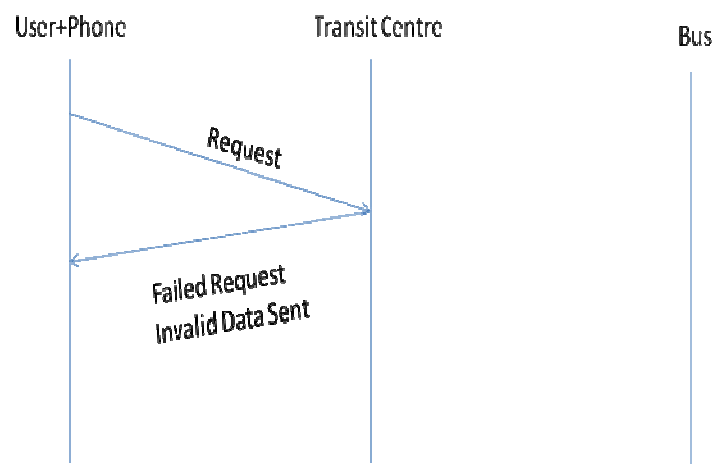 User+Phone
Transit Centre
Bus
Request
Failed Request
Invalid Data Sent